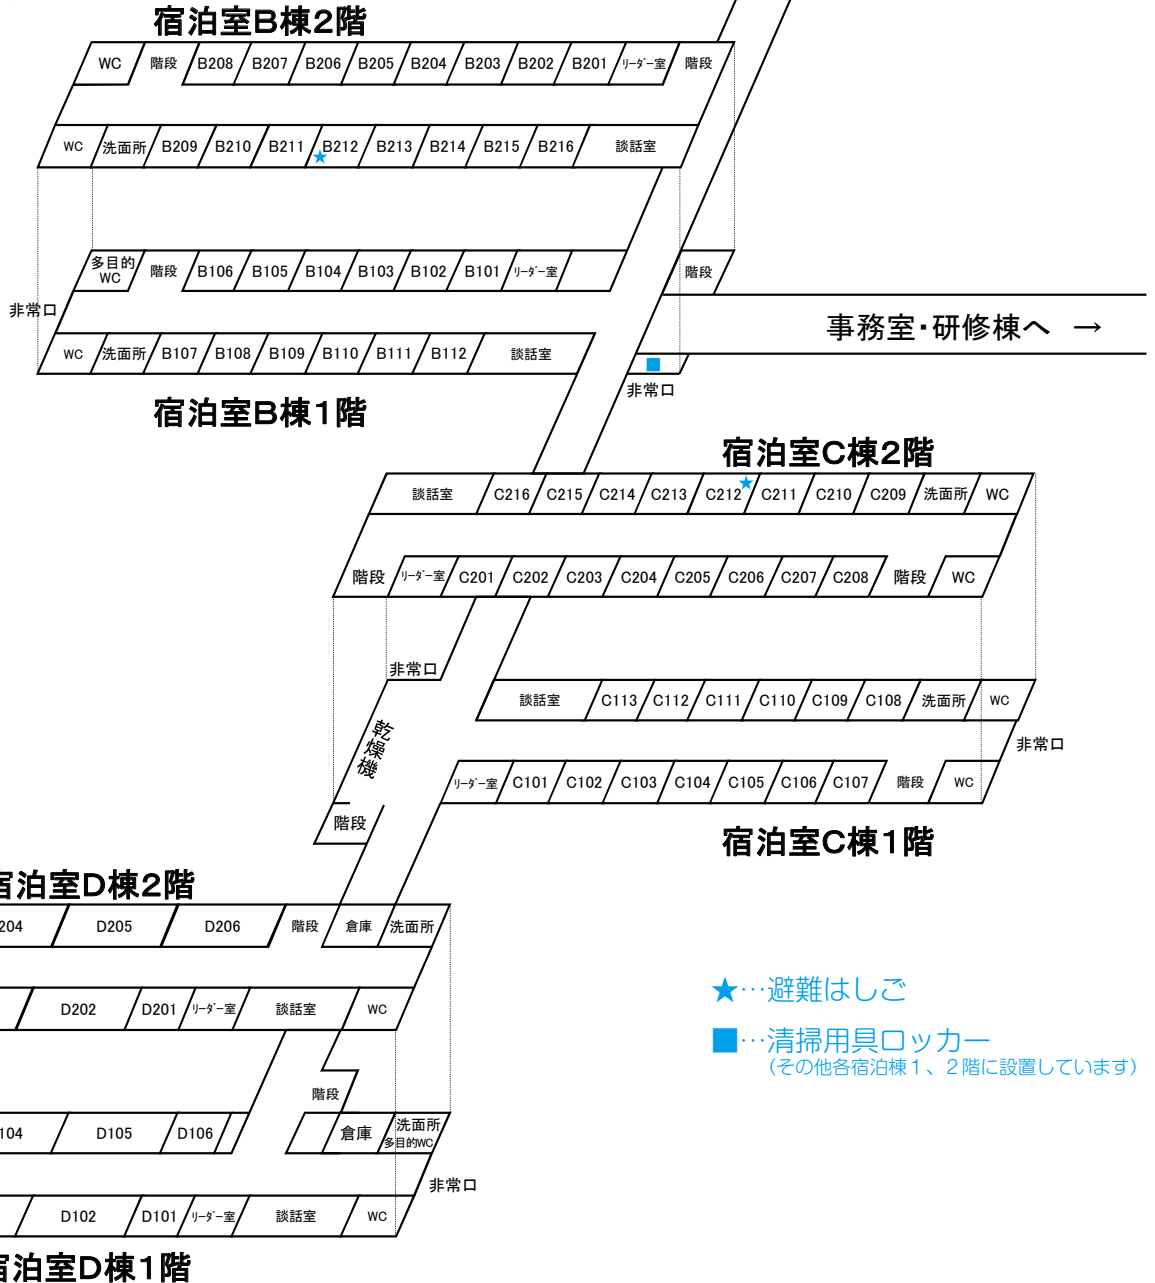 宿泊室B棟2階
WC 階段 B208 B207 B206 B205 B204 B203 B202 B201 リーダー室 階段
WC 洗面所 B209 B210 B211 B212 B213 B214 B215 B216 談話室
★
多目的
WC
階段 B106 B105 B104 B103 B102 B101 リーダー室
階段
非常口
事務室・研修棟へ →
WC 洗面所 B107 B108 B109 B110 B111 B112 談話室
■
非常口
宿泊室B棟1階
宿泊室C棟2階
★
談話室 C216 C215 C214 C213 C212 C211 C210 C209 洗面所 WC
階段 リーダー室 C201 C202 C203 C204 C205 C206 C207 C208 階段 WC
非常口
談話室 C113 C112 C111 C110 C109 C108 洗面所 WC
乾燥機
非常口
リーダー室 C101 C102 C103 C104 C105 C106 C107 階段 WC
階段
宿泊室C棟1階
宿泊室D棟2階
204 D205 D206 階段 倉庫 洗面所
D202 D201 リーダー室 談話室 WC
★…避難はしご
■…清掃用具ロッカー
(その他各宿泊棟1、2階に設置しています)
階段
104 D105 D106 倉庫 洗面所
多目的WC
非常口
D102 D101 リーダー室 談話室 WC
宿泊室D棟1階